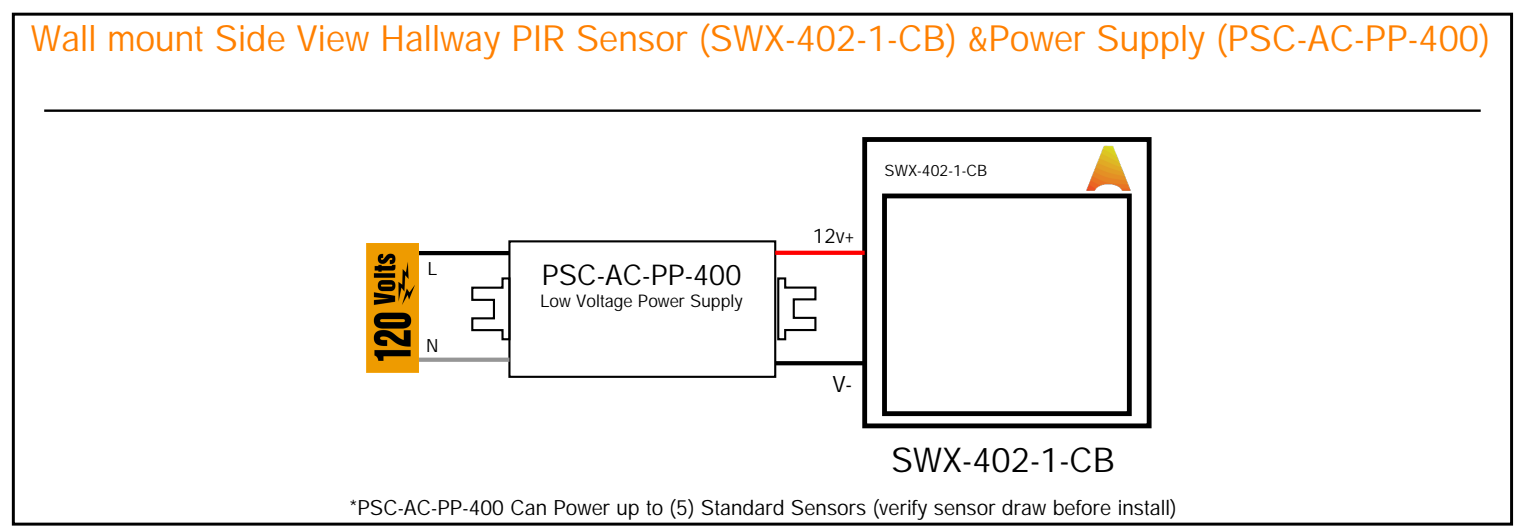 Wall mount Side View Hallway PIR Sensor (SWX-402-1-CB) &Power Supply (PSC-AC-PP-400)
SWX-402-1-CB
12v+
L
PSC-AC-PP-400
Low Voltage Power Supply
120 Volts
N
V-
SWX-402-1-CB
*PSC-AC-PP-400 Can Power up to (5) Standard Sensors (verify sensor draw before install)